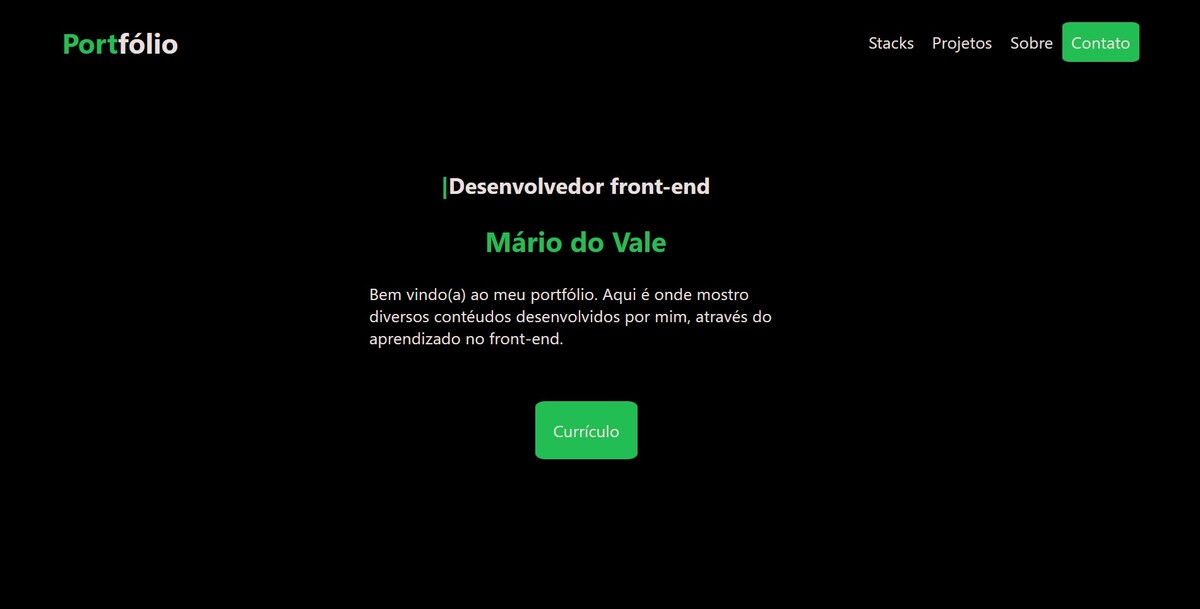 Portfólio
Stacks Projetos Sobre Contato
|Desenvolvedor front-end
Mário do Vale
Bem vindo(a) ao meu portfólio. Aqui é onde mostro
diversos contéudos desenvolvidos por mim, através do
aprendizado no front-end.
Currículo